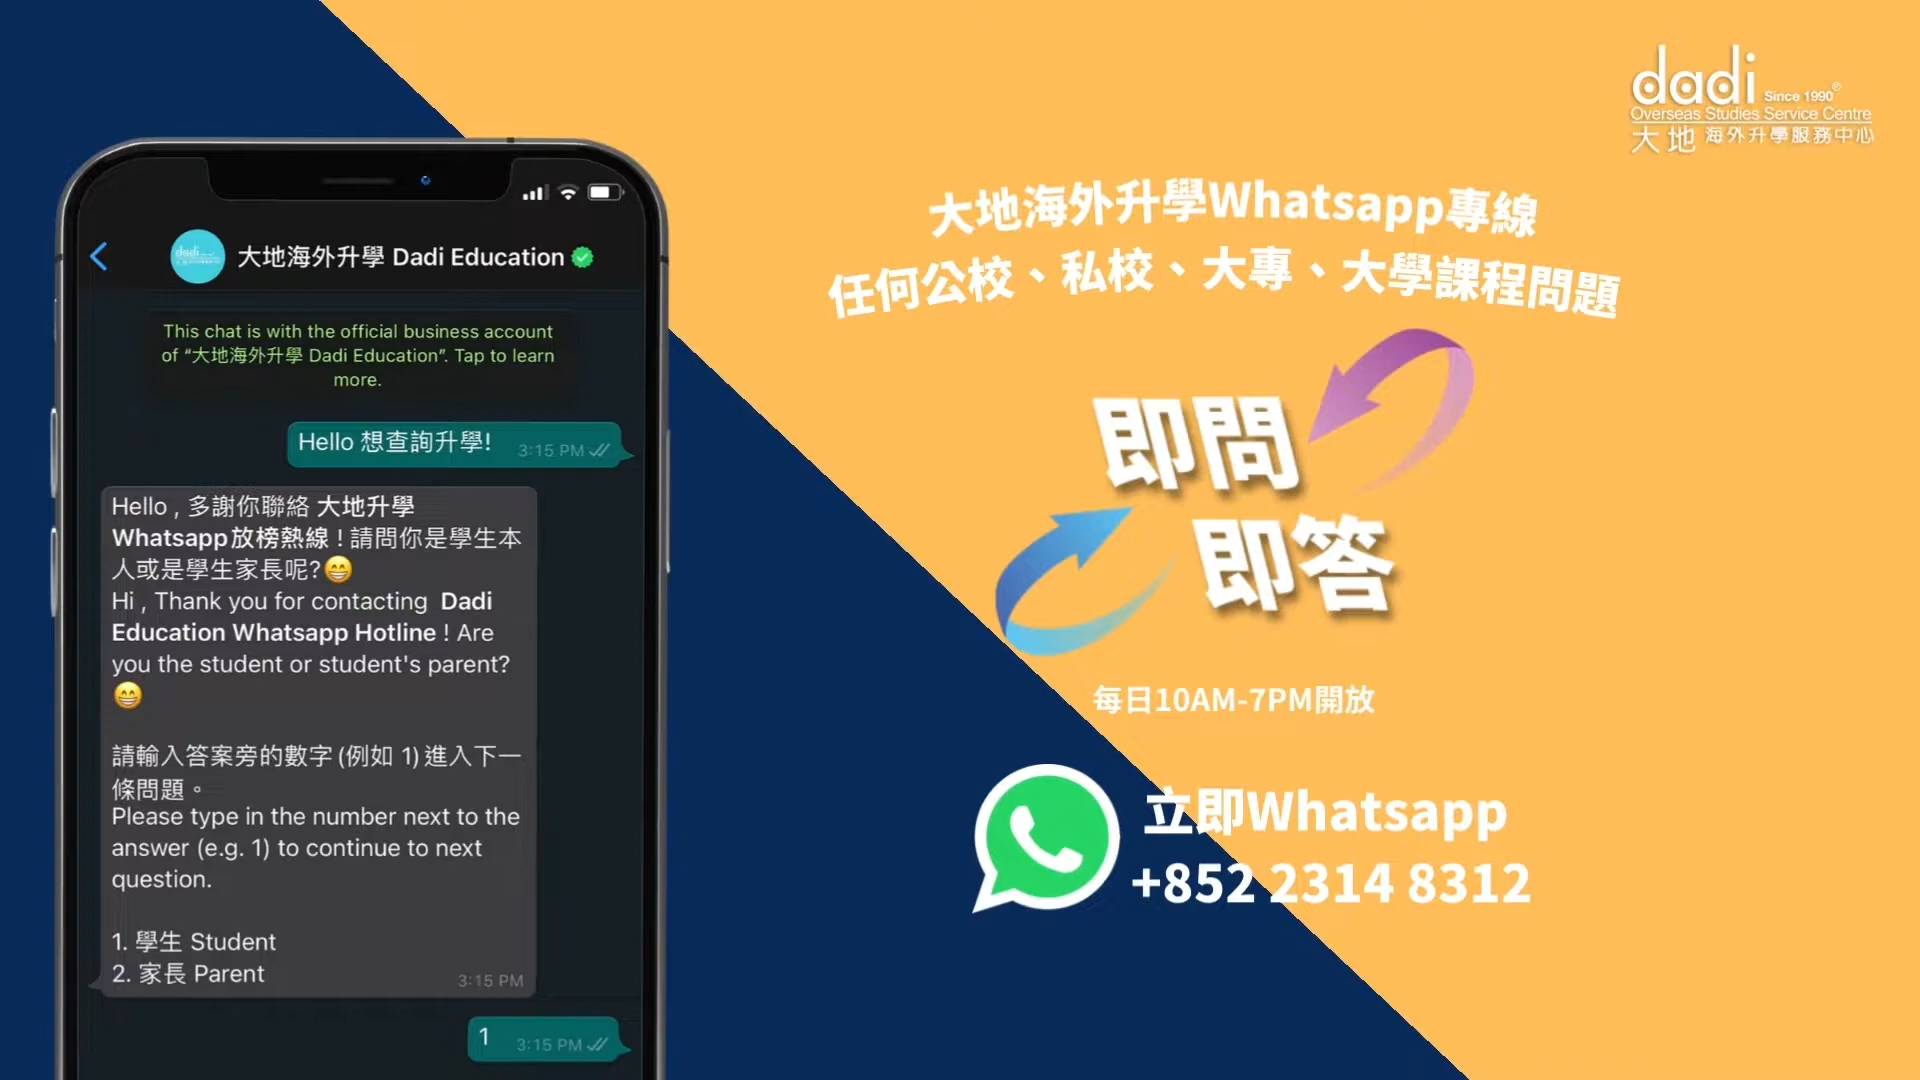 dadi Since 1990®
Overseas Studies Service Centre
大地 海外升學服務中心
大地海外升學Whatsapp專線
任何公校、私校、大專、大學課程問題
即問
即答
每日10AM-7PM開放
立即Whatsapp
+852 2314 8312
dadi
大地海外升學 Dadi Education
This chat is with the official business account
of “大地海外升學 Dadi Education”. Tap to learn
more.
Hello 想查詢升學! 3:15 PM
Hello , 多謝你聯絡 大地升學
Whatsapp放榜熱線 ! 請問你是學生本
人或是學生家長呢?😁
Hi , Thank you for contacting Dadi
Education Whatsapp Hotline ! Are
you the student or student's parent?
😁
請輸入答案旁的數字 (例如 1) 進入下一
條問題。
Please type in the number next to the
answer (e.g. 1) to continue to next
question.
1. 學生 Student
2. 家長 Parent 3:15 PM
1 3:15 PM